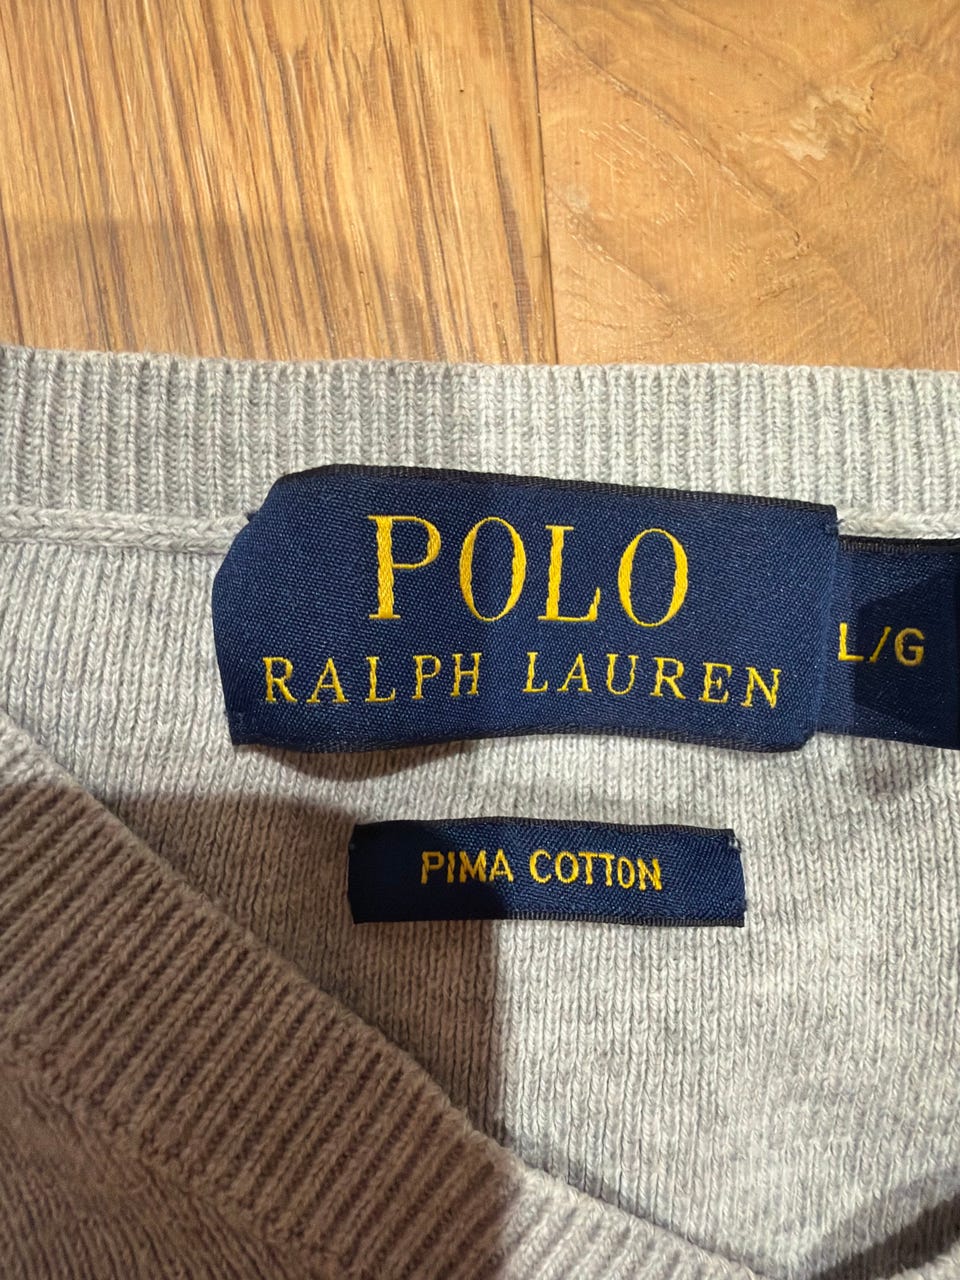 POLO
RALPH LAUREN
L/G
PIMA COTTON